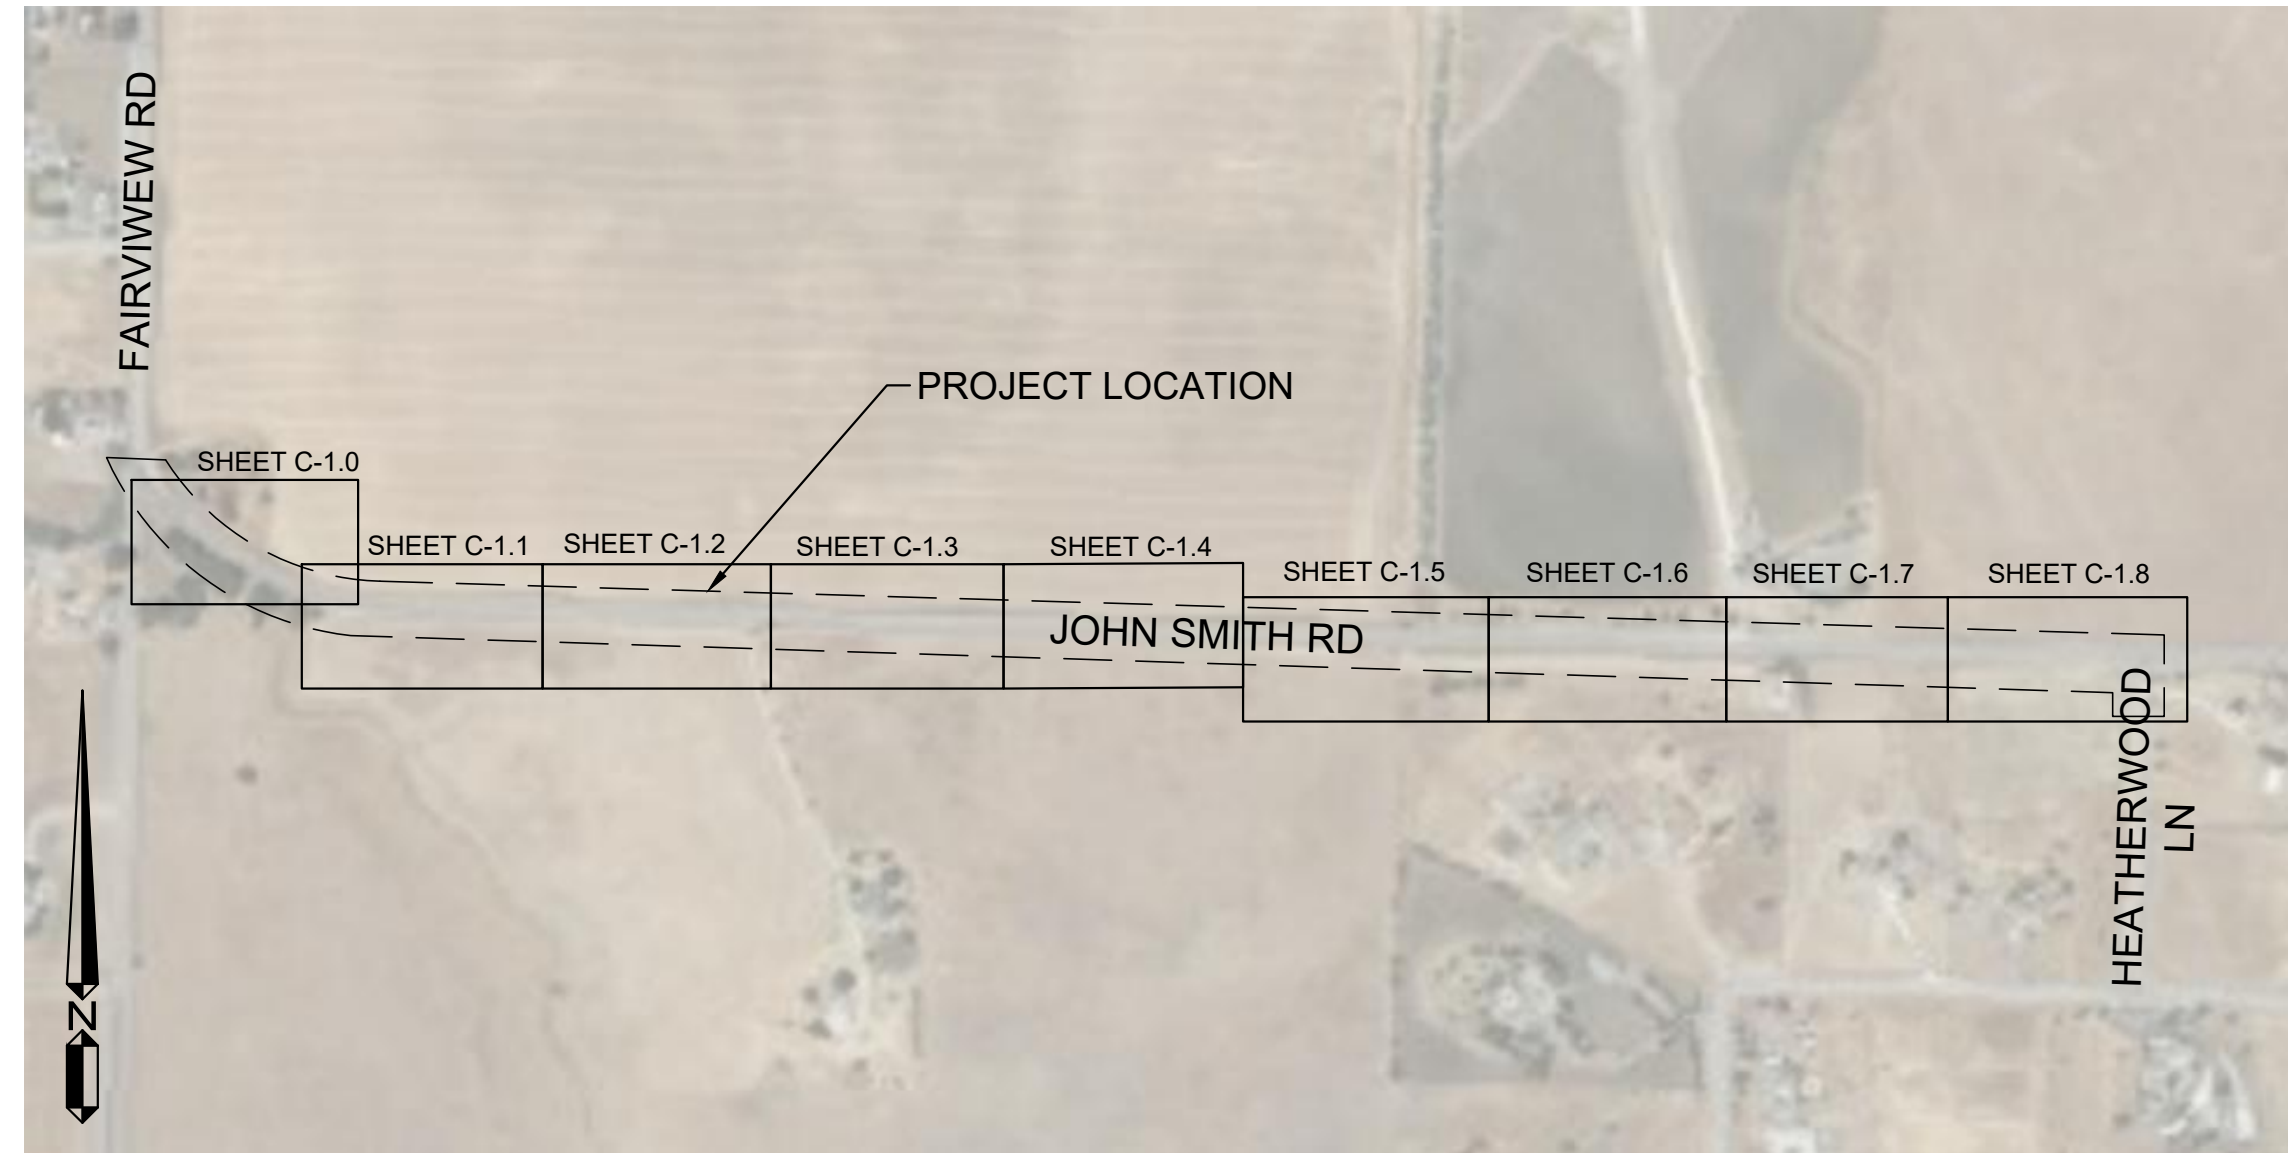 FAIRVIWEW RD
PROJECT LOCATION
SHEET C-1.0
SHEET C-1.1
SHEET C-1.2
SHEET C-1.3
SHEET C-1.4
SHEET C-1.5
SHEET C-1.6
SHEET C-1.7
SHEET C-1.8
JOHN SMITH RD
HEATHERWOOD
LN
N